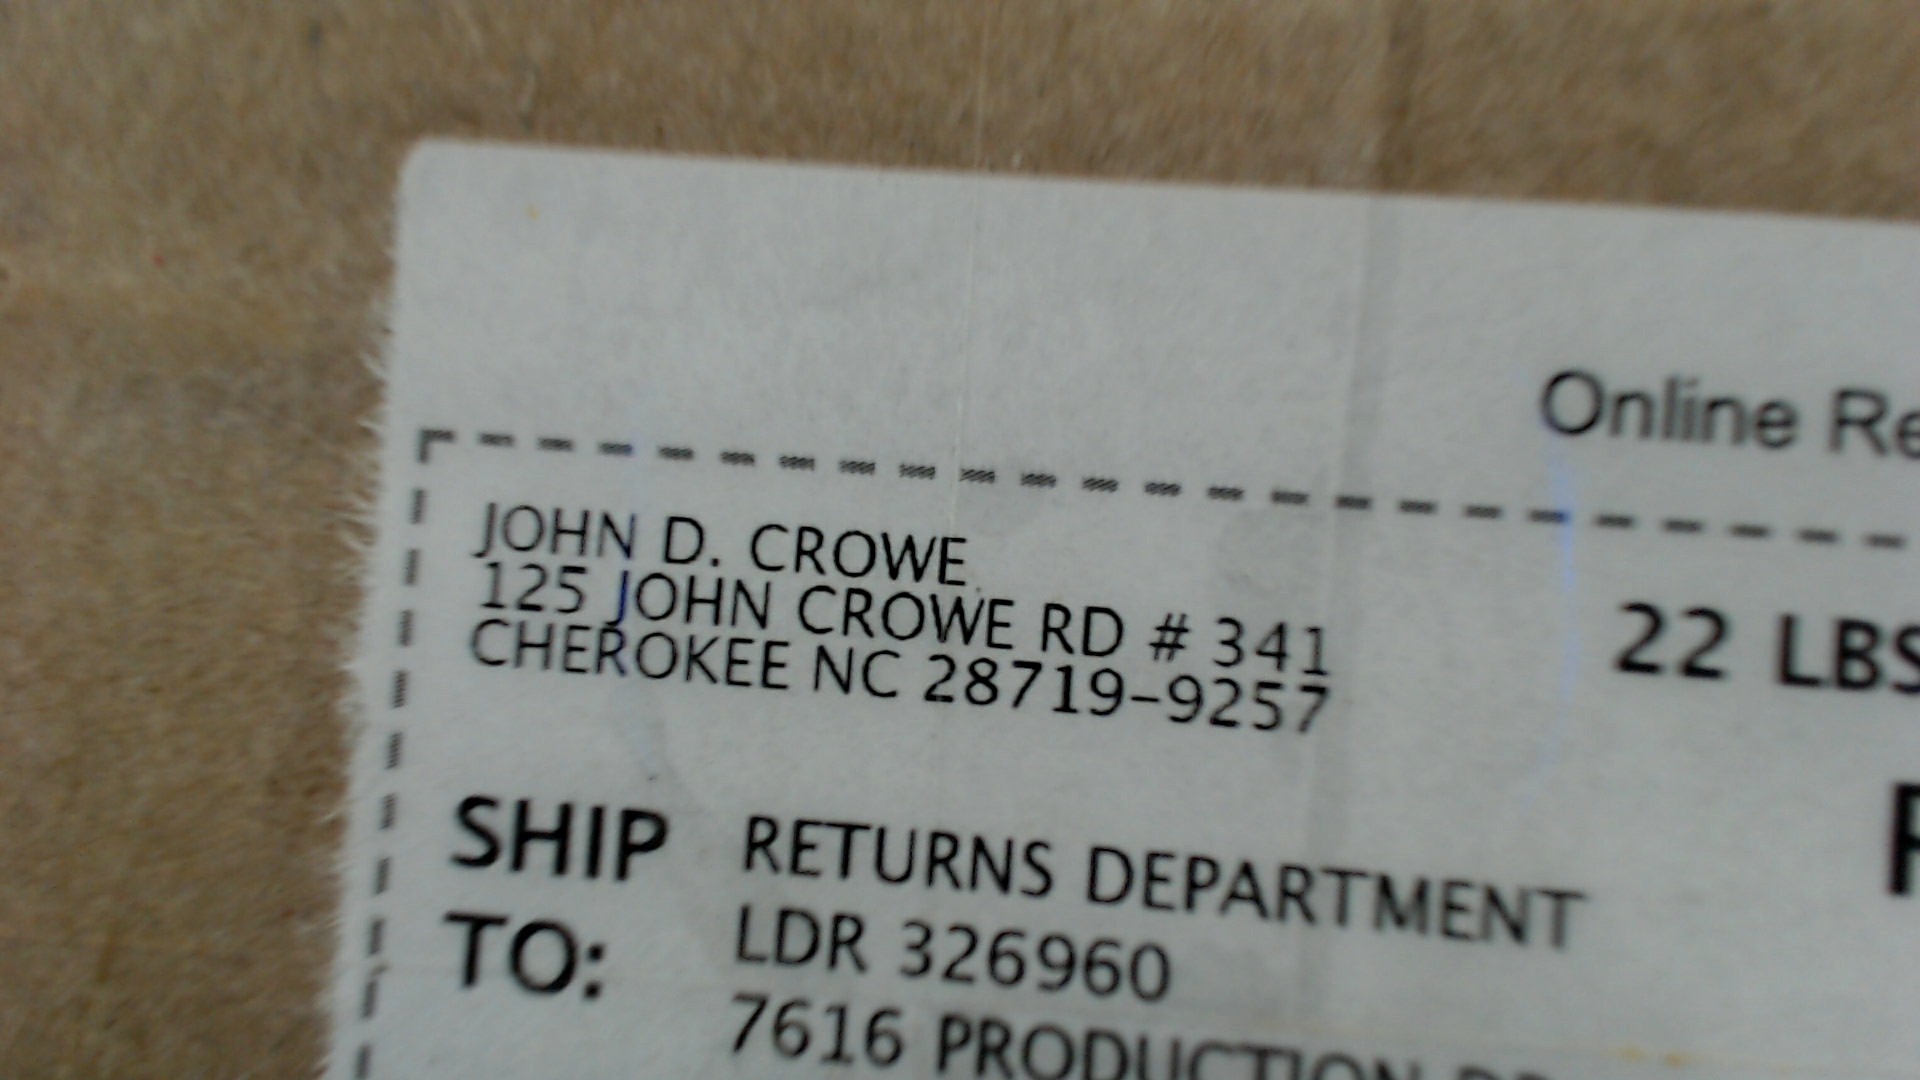 Online
JOHN D. CROWE
125 JOHN CROWE RD # 341
CHEROKEE NC 28719-9257
22 LBS
SHIP TO:
RETURNS DEPARTMENT
LDR 326960
7616 PRODUCTION